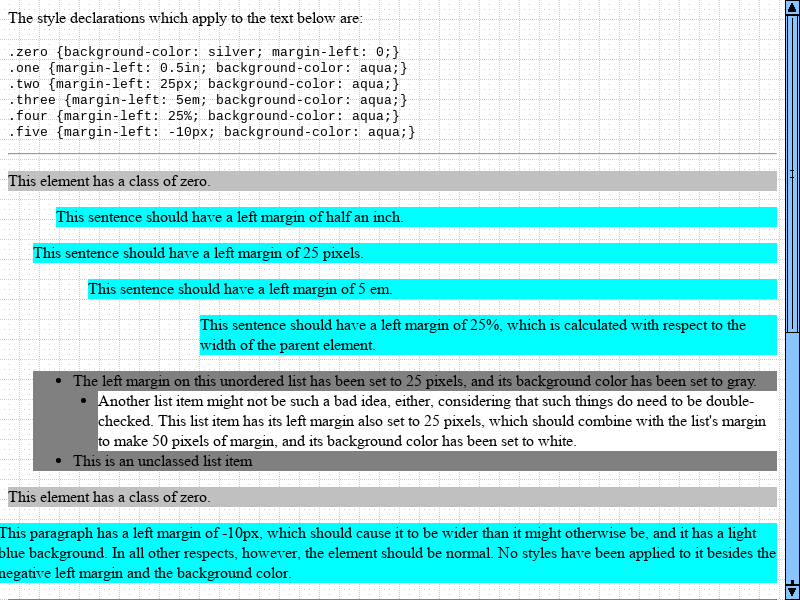 The style declarations which apply to the text below are:
.zero {background-color: silver; margin-left: 0;}
.one {margin-left: 0.5in; background-color: aqua;}
.two {margin-left: 25px; background-color: aqua;}
.three {margin-left: 5em; background-color: aqua;}
.four {margin-left: 25%; background-color: aqua;}
.five {margin-left: -10px; background-color: aqua;}
This element has a class of zero.
This sentence should have a left margin of half an inch.
This sentence should have a left margin of 25 pixels.
This sentence should have a left margin of 5 em.
This sentence should have a left margin of 25%, which is calculated with respect to the
width of the parent element.
• The left margin on this unordered list has been set to 25 pixels, and its background color has been set to gray.
• Another list item might not be such a bad idea, either, considering that such things do need to be double-
checked. This list item has its left margin also set to 25 pixels, which should combine with the list's margin
to make 50 pixels of margin, and its background color has been set to white.
• This is an unclassed list item
This element has a class of zero.
This paragraph has a left margin of -10px, which should cause it to be wider than it might otherwise be, and it has a light
blue background. In all other respects, however, the element should be normal. No styles have been applied to it besides the
negative left margin and the background color.